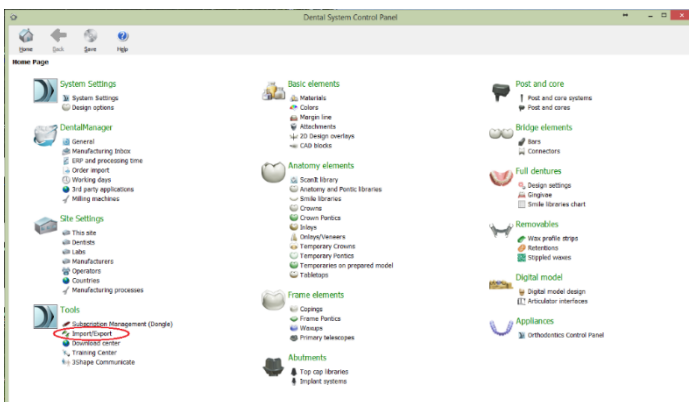 Dental System Control Panel
Home
Back
Save
Help
Home Page
System Settings
System Settings
Design options
DentalManager
General
Manufacturing Inbox
ERP and processing time
Order import
Working days
3rd party applications
Milling machines
Site Settings
This site
Dentists
Labs
Manufacturers
Operators
Countries
Manufacturing processes
Tools
Subscription Management (Dongle)
Import/Export
Download center
Training Center
3Shape Communicate
Basic elements
Materials
Colors
Margin line
Attachments
2D Design overlays
CAD blocks
Anatomy elements
ScanIt library
Anatomy and Pontic libraries
Smile libraries
Crowns
Crown Pontics
Inlays
Onlays/Veneers
Temporary Crowns
Temporary Pontics
Temporaries on prepared model
Tabletops
Frame elements
Copings
Frame Pontics
Waxups
Primary telescopes
Abutments
Top cap libraries
Implant systems
Post and core
Post and core systems
Post and cores
Bridge elements
Bars
Connectors
Full dentures
Design settings
Gingivae
Smile libraries chart
Removables
Wax profile strips
Retentions
Stippled waxes
Digital model
Digital model design
Articulator interfaces
Appliances
Orthodontics Control Panel